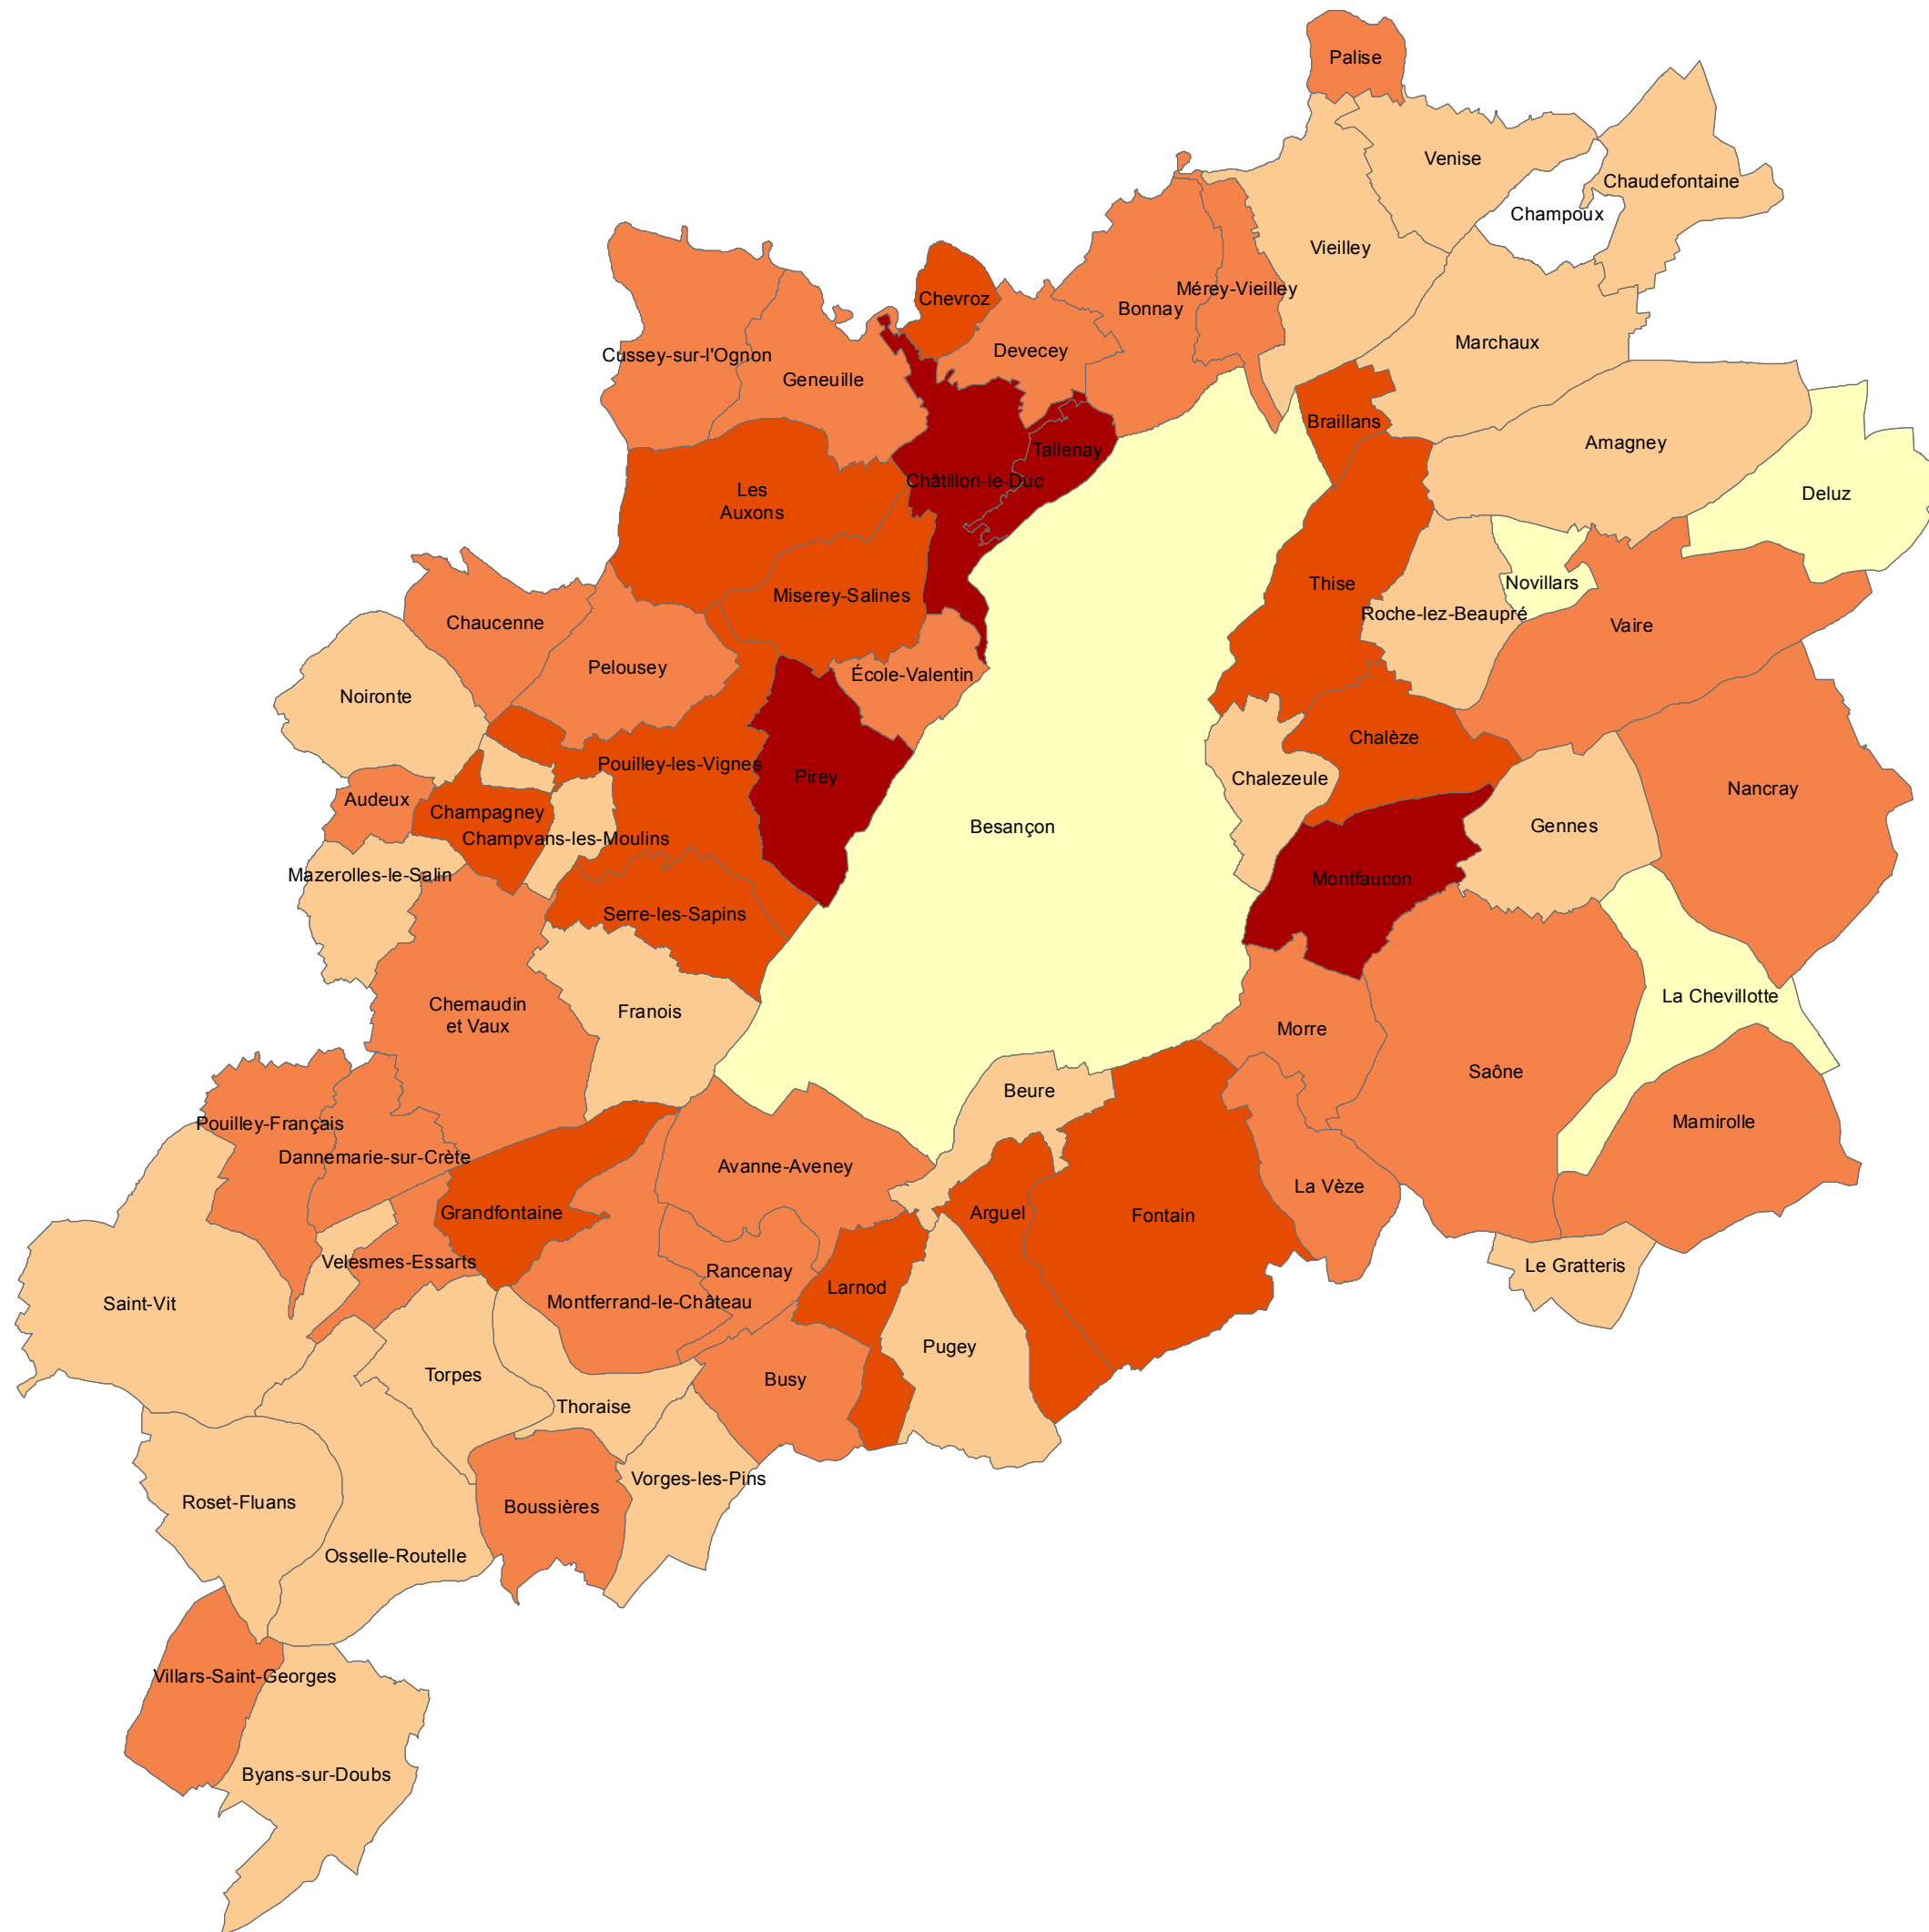 Palise
Venise
Chaudefontaine
Champoux
Vieilley
Mérey-Vieilley
Chevroz
Bonnay
Marchaux
Devecey
Cussey-sur-l'Ognon
Geneuille
Braillans
Amagney
Tallenay
Châtillon-le-Duc
Les
Auxons
Deluz
Thise
Novillars
Miserey-Salines
Roche-lez-Beaupré
Chaucenne
Vaire
Pelousey
École-Valentin
Noironte
Chalèze
Pouilley-les-Vignes
Pirey
Chalezeule
Nancray
Audeux
Champagney
Besançon
Gennes
Champvans-les-Moulins
Mazerolles-le-Salin
Montfaucon
Serre-les-Sapins
La Chevillotte
Chemaudin
et Vaux
Franois
Morre
Saône
Beure
Pouilley-Français
Mamirolle
Dannemarie-sur-Crète
Avanne-Aveney
La Vèze
Grandfontaine
Arguel
Fontain
Velesmes-Essarts
Rancenay
Le Gratteris
Larnod
Saint-Vit
Montferrand-le-Château
Pugey
Torpes
Busy
Thoraise
Vorges-les-Pins
Roset-Fluans
Boussières
Osselle-Routelle
Villars-Saint-Georges
Byans-sur-Doubs